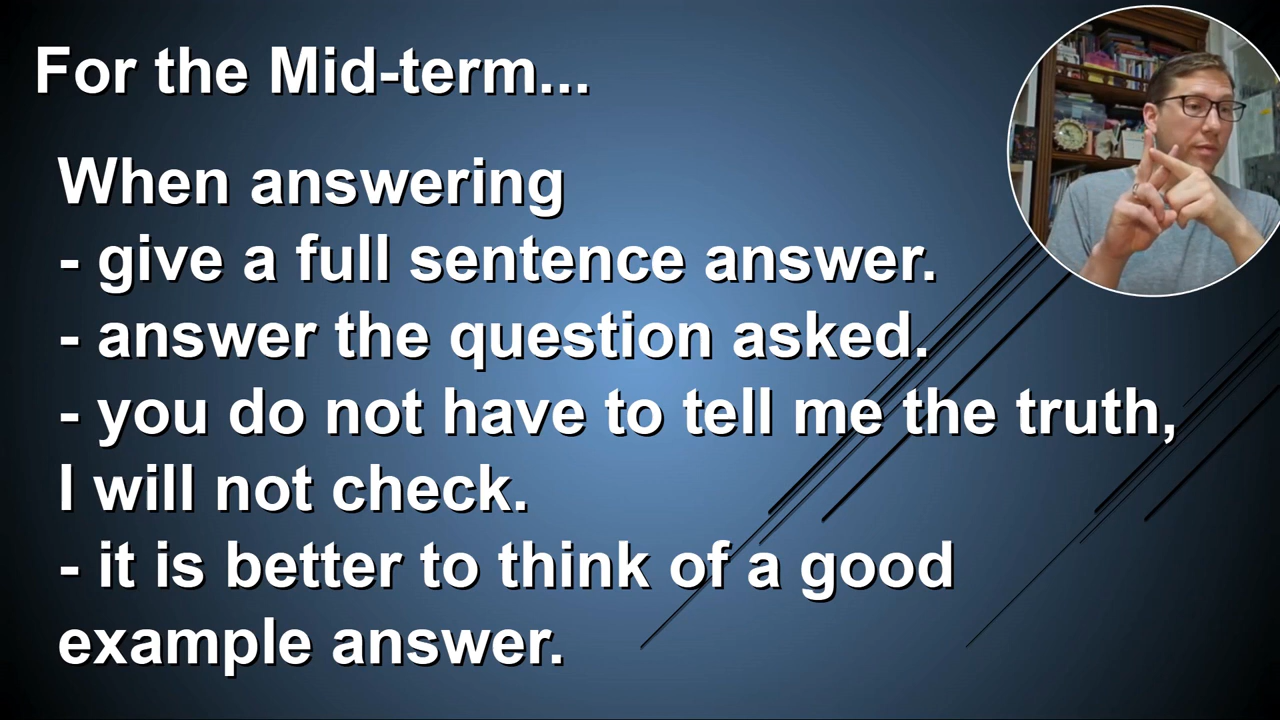 For the Mid-term...
When answering
- give a full sentence answer.
- answer the question asked.
- you do not have to tell me the truth,
I will not check.
- it is better to think of a good
example answer.